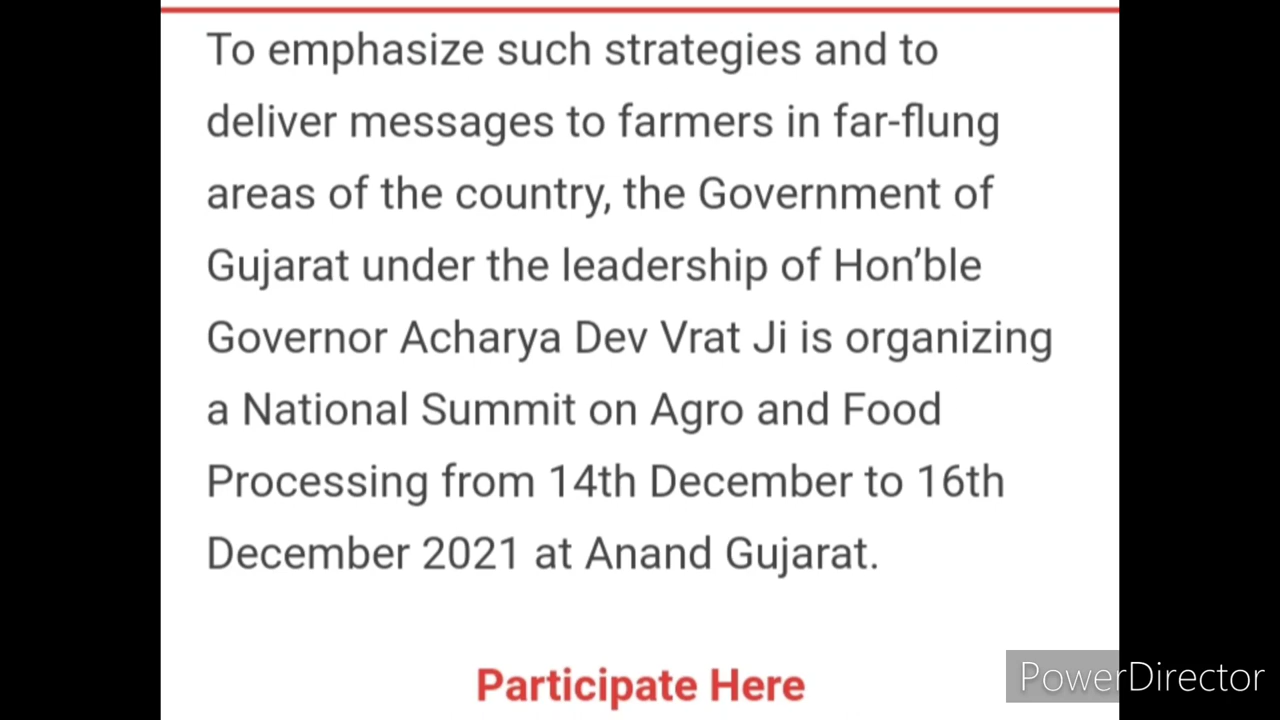 To emphasize such strategies and to
deliver messages to farmers in far-flung
areas of the country, the Government of
Gujarat under the leadership of Hon’ble
Governor Acharya Dev Vrat Ji is organizing
a National Summit on Agro and Food
Processing from 14th December to 16th
December 2021 at Anand Gujarat.
Participate Here
PowerDirector